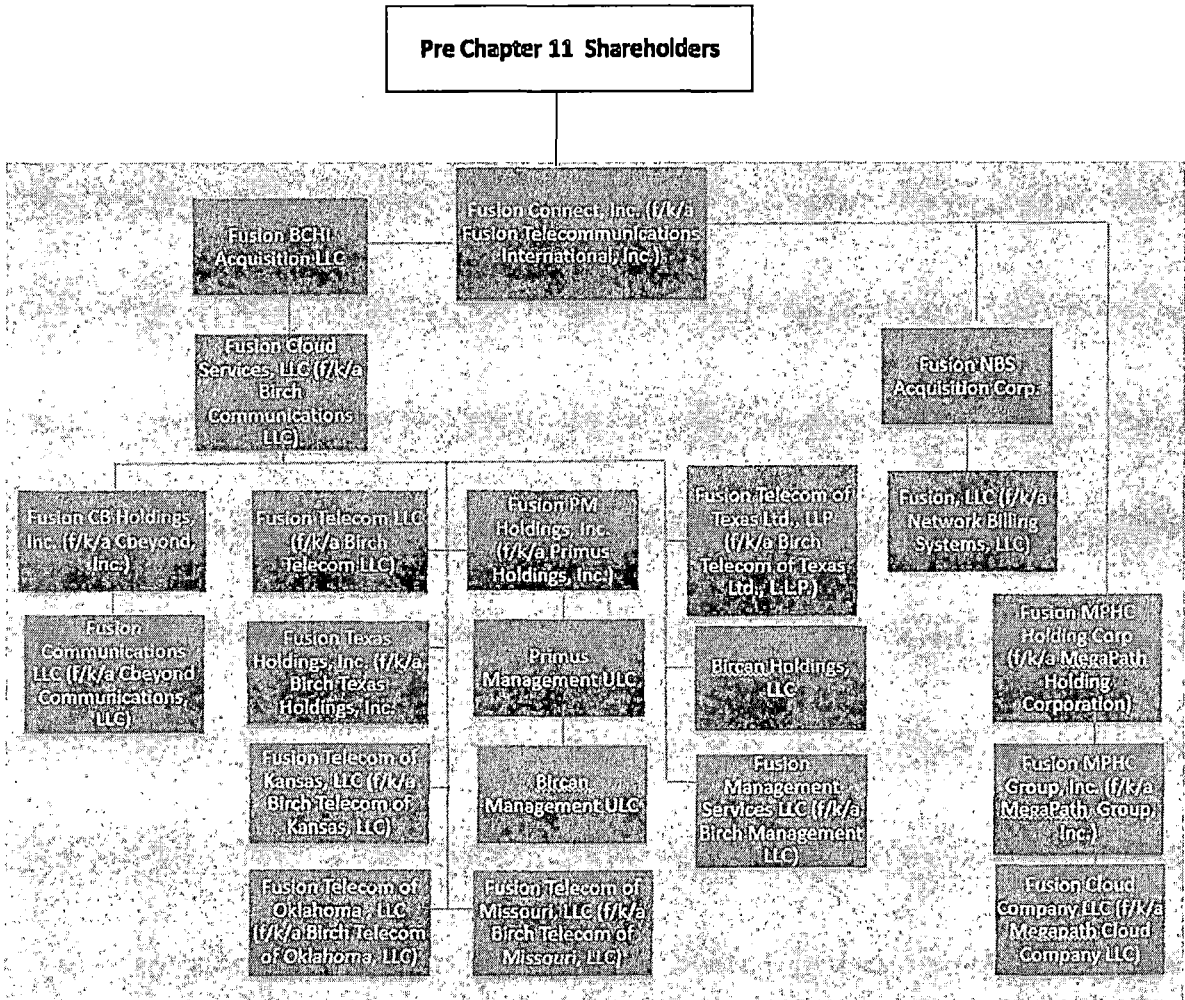 Pre Chapter 11 Shareholders
Fusion Connect, Inc. (f/k/a
Fusion Telecommunications
International, Inc.)
Fusion BCHI
Acquisition LLC
Fusion Cloud
Services, LLC (f/k/a
Birch
Communications
LLC)
Fusion NBS
Acquisition Corp.
Fusion, LLC (f/k/a
Network Billing
Systems, LLC)
Fusion CB Holdings,
Inc. (f/k/a Cbeyond,
Inc.)
Fusion Telecom LLC
(f/k/a Birch
Telecom LLC)
Fusion PM
Holdings, Inc.
(f/k/a Primus
Holdings, Inc.)
Fusion Telecom of
Texas Ltd., LLP
(f/k/a Birch
Telecom of Texas
Ltd., L.L.P.)
Fusion
Communications
LLC (f/k/a Cbeyond
Communications,
LLC)
Fusion Texas
Holdings, Inc. (f/k/a
Birch Texas
Holdings, Inc.
Primus
Management ULC
Bircan Holdings,
LLC
Fusion MPHC
Holding Corp
(f/k/a MegaPath
Holding
Corporation)
Fusion Telecom of
Kansas, LLC (f/k/a
Birch Telecom of
Kansas, LLC)
Bircan
Management ULC
Fusion
Management
Services LLC (f/k/a
Birch Management
LLC)
Fusion MPHC
Group, Inc. (f/k/a
MegaPath, Group,
Inc.)
Fusion Telecom of
Oklahoma , LLC
(f/k/a Birch Telecom
of Oklahoma, LLC)
Fusion Telecom of
Missouri, LLC (f/k/a
Birch Telecom of
Missouri, LLC)
Fusion Cloud
Company LLC (f/k/a
Megapath Cloud
Company LLC)